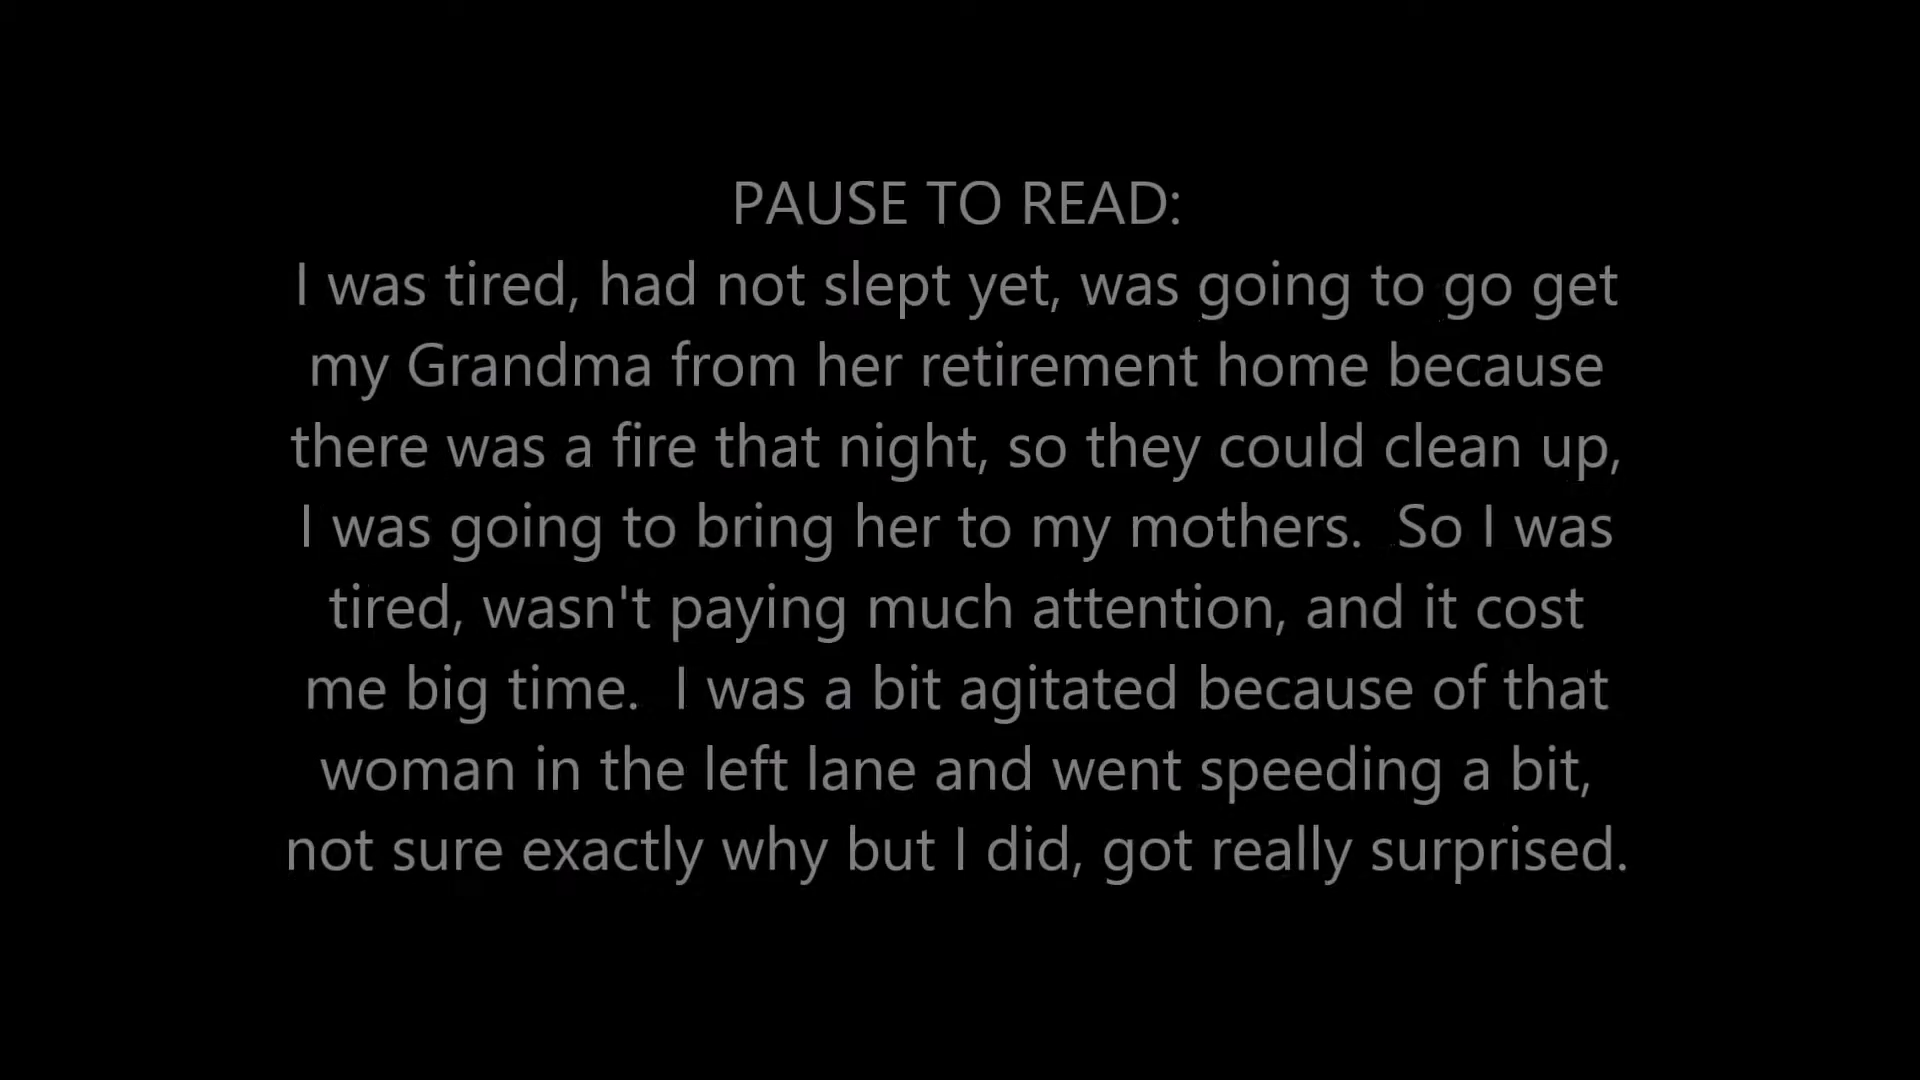 PAUSE TO READ:
I was tired, had not slept yet, was going to go get
my Grandma from her retirement home because
there was a fire that night, so they could clean up,
I was going to bring her to my mothers.  So I was
tired, wasn't paying much attention, and it cost
me big time.  I was a bit agitated because of that
woman in the left lane and went speeding a bit,
not sure exactly why but I did, got really surprised.